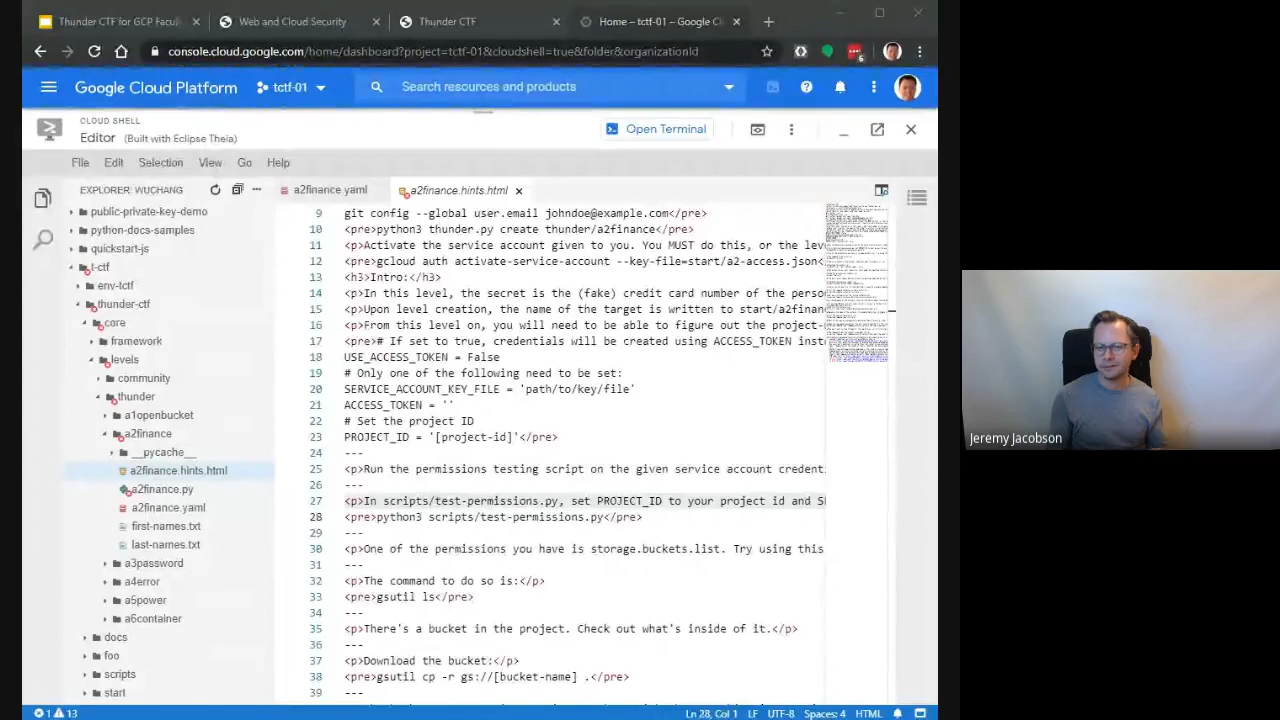 Thunder CTF for GCP Facul
Web and Cloud Security
Thunder CTF
Home – tctf-01 – Google Cl
console.cloud.google.com/home/dashboard?project=tctf-01&cloudshell=true&folder&organizationId
6
Google Cloud Platform
tctf-01
Search resources and products
CLOUD SHELL
Editor (Built with Eclipse Theia)
Open Terminal
File Edit Selection View Go Help
EXPLORER: WUCHANG
a2finance yaml
a2finance.hints.html
public-private-key-demo
python-docs-samples
quickstart-js
t-ctf
env-tctf
thunder-ctf
core
framework
levels
community
thunder
a1openbucket
a2finance
__pycache__
a2finance.hints.html
a2finance.py
a2finance.yaml
first-names.txt
last-names.txt
a3password
a4error
a5power
a6container
docs
foo
scripts
start
9 git config --global user.email johndoe@example.com</pre>
10 <pre>python3 thunder.py create thunder/a2finance</pre>
11 <p>Activate the service account given to you. You MUST do this, or the leve
12 <pre>gcloud auth activate-service-account --key-file=start/a2-access.json<
13 <h3>Intro:</h3>
14 <p>In this level, the secret is the (fake) credit card number of the person
15 <p>Upon level creation, the name of the target is written to start/a2finan
16 <p>From this level on, you will need to be able to figure out the project-
17 <pre># If set to true, credentials will be created using ACCESS_TOKEN inst
18 USE_ACCESS_TOKEN = False
19 # Only one of the following need to be set:
20 SERVICE_ACCOUNT_KEY_FILE = 'path/to/key/file'
21 ACCESS_TOKEN = ''
22 # Set the project ID
23 PROJECT_ID = '[project-id]'</pre>
24 ---
25 <p>Run the permissions testing script on the given service account credent
26 ---
27 <p>In scripts/test-permissions.py, set PROJECT_ID to your project id and S
28 <pre>python3 scripts/test-permissions.py</pre>
29 ---
30 <p>One of the permissions you have is storage.buckets.list. Try using this
31 ---
32 <p>The command to do so is:</p>
33 <pre>gsutil ls</pre>
34 ---
35 <p>There's a bucket in the project. Check out what's inside of it.</p>
36 ---
37 <p>Download the bucket:</p>
38 <pre>gsutil cp -r gs://[bucket-name] .</pre>
39 ---
1 13
Ln 28, Col 1 LF UTF-8 Spaces: 4 HTML
Jeremy Jacobson